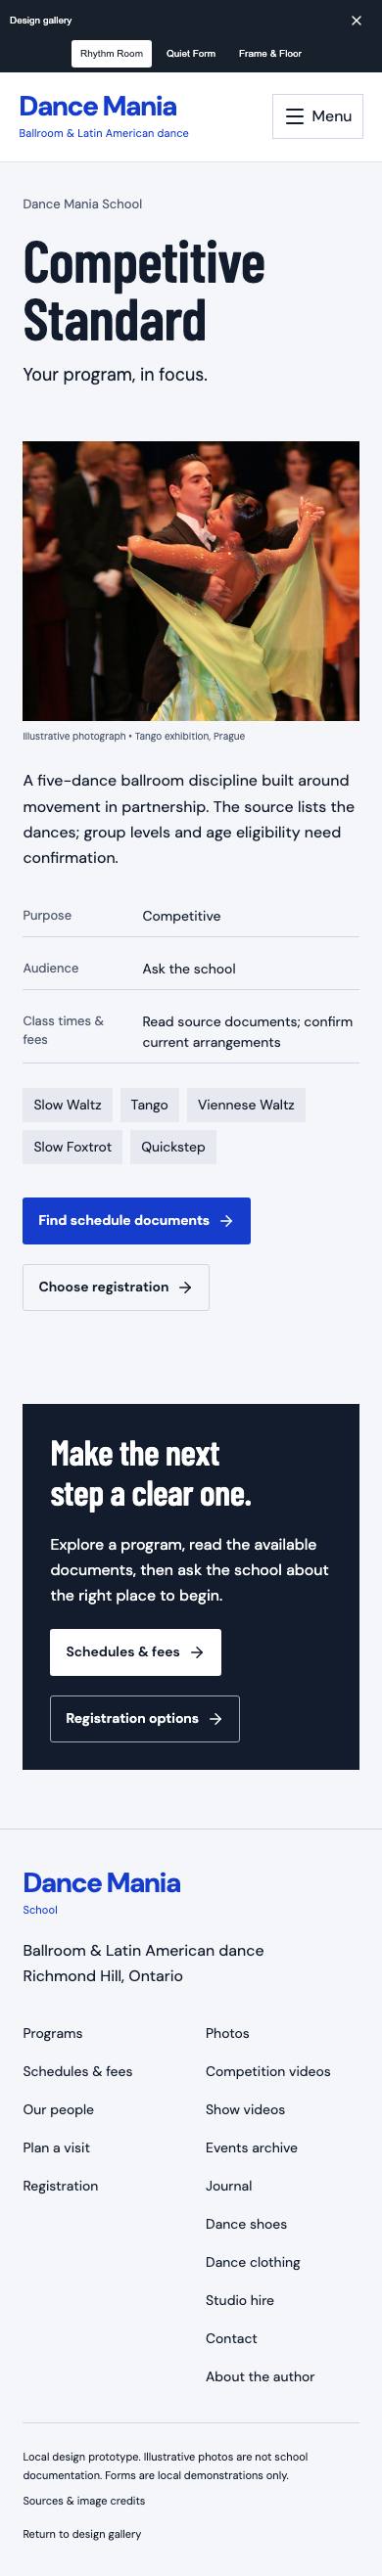 Design gallery
Rhythm Room
Quiet Form
Frame & Floor
Dance Mania
Ballroom & Latin American dance
Menu
Dance Mania School
Competitive
Standard
Your program, in focus.
Illustrative photograph • Tango exhibition, Prague
A five-dance ballroom discipline built around
movement in partnership. The source lists the
dances; group levels and age eligibility need
confirmation.
Purpose
Competitive
Audience
Ask the school
Class times &
fees
Read source documents; confirm
current arrangements
Slow Waltz
Tango
Viennese Waltz
Slow Foxtrot
Quickstep
Find schedule documents →
Choose registration →
Make the next
step a clear one.
Explore a program, read the available
documents, then ask the school about
the right place to begin.
Schedules & fees →
Registration options →
Dance Mania
School
Ballroom & Latin American dance
Richmond Hill, Ontario
Programs
Schedules & fees
Our people
Plan a visit
Registration
Photos
Competition videos
Show videos
Events archive
Journal
Dance shoes
Dance clothing
Studio hire
Contact
About the author
Local design prototype. Illustrative photos are not school
documentation. Forms are local demonstrations only.
Sources & image credits
Return to design gallery